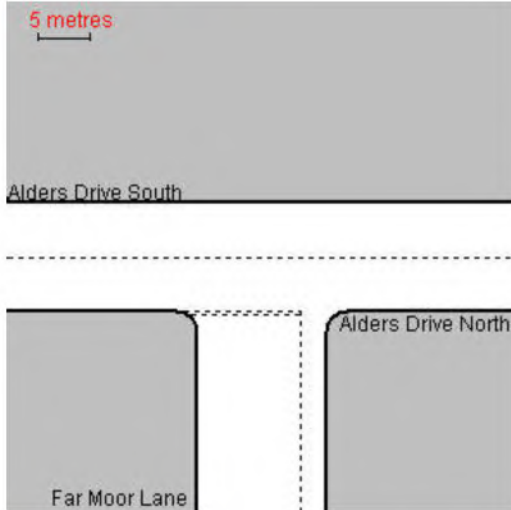 5 metres
Alders Drive South
Alders Drive North
Far Moor Lane